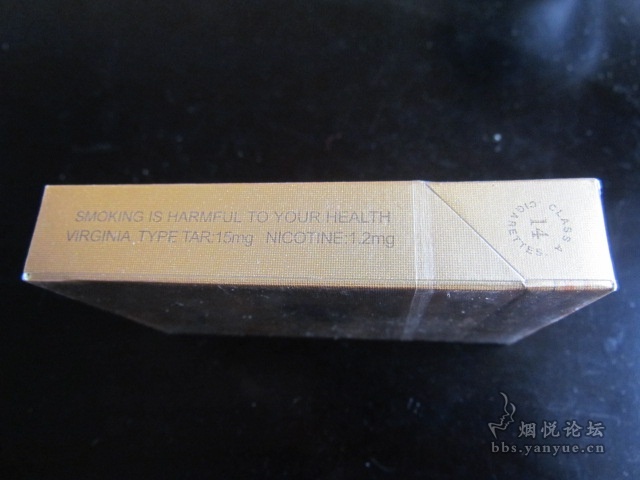 SMOKING IS HARMFUL TO YOUR HEALTH
VIRGINIA TYPE TAR:15mg NICOTINE:1.2mg
CLASS A
14
CIGARETTES
烟悦论坛
bbs.yanyue.cn